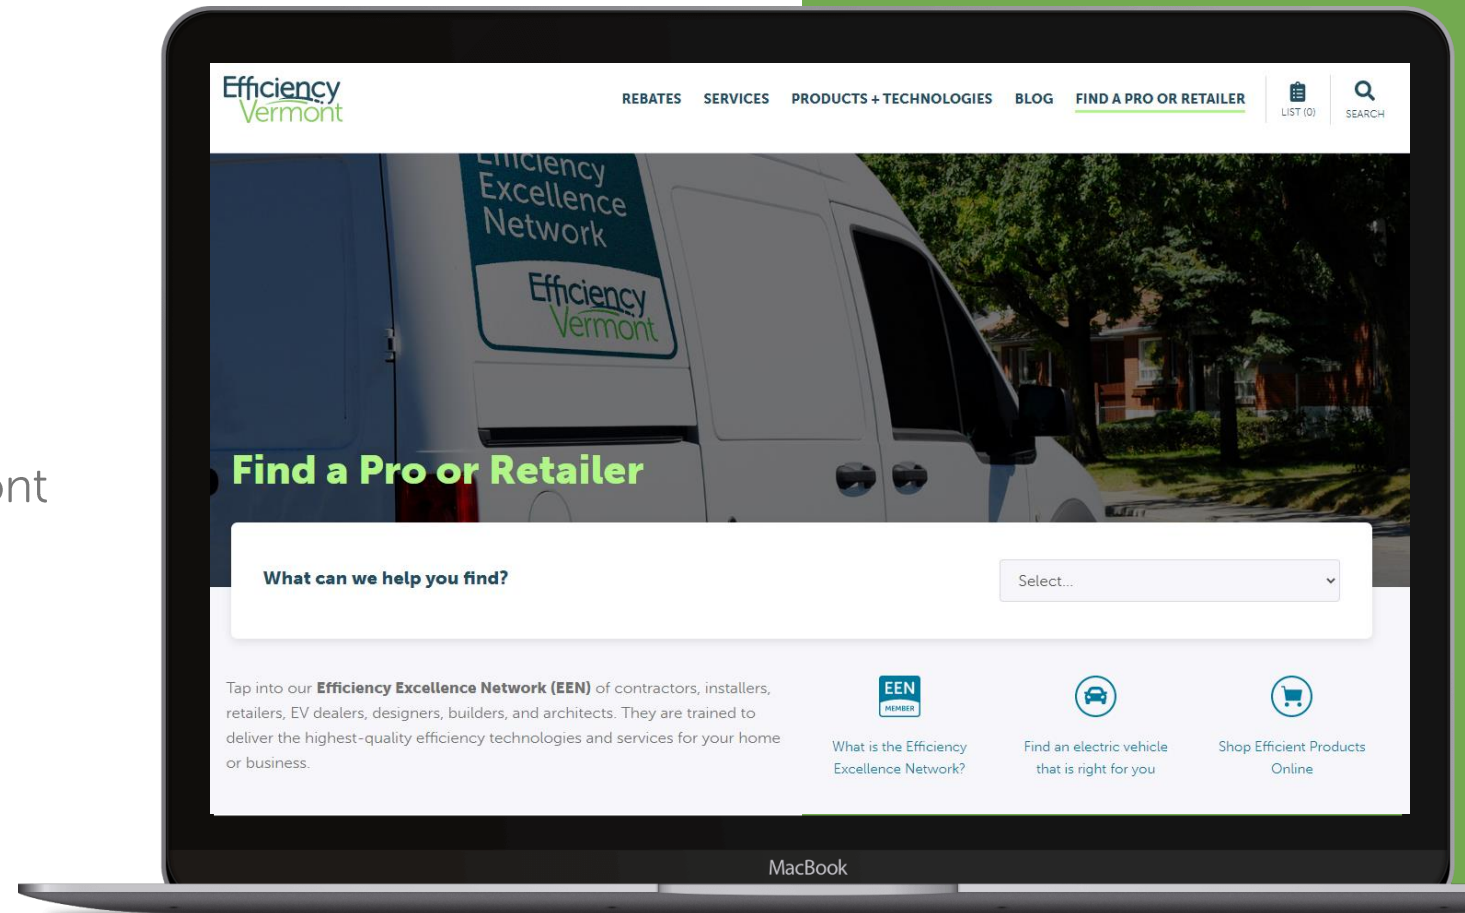 Efficiency
Vermont
REBATES SERVICES PRODUCTS + TECHNOLOGIES BLOG FIND A PRO OR RETAILER
LIST (0)
SEARCH
Efficiency
Excellence
Network
Efficiency
Vermont
ont
Find a Pro or Retailer
What can we help you find?
Select...
Tap into our Efficiency Excellence Network (EEN) of contractors, installers,
retailers, EV dealers, designers, builders, and architects. They are trained to
deliver the highest-quality efficiency technologies and services for your home
or business.
EEN
MEMBER
What is the Efficiency
Excellence Network?
Find an electric vehicle
that is right for you
Shop Efficient Products
Online
MacBook